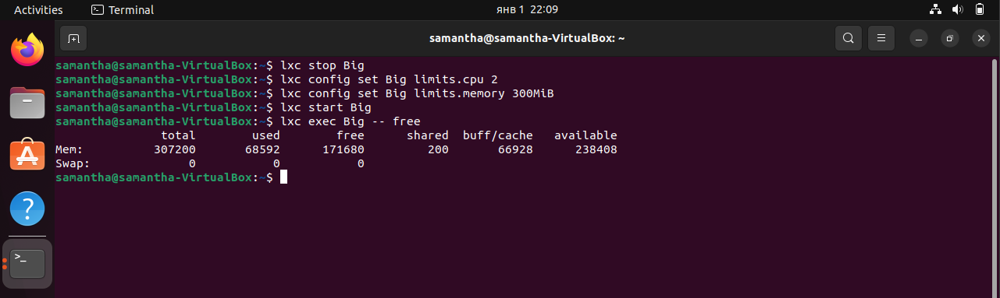 Activities Terminal янв 1 22:09
samantha@samantha-VirtualBox: ~
samantha@samantha-VirtualBox:~$ lxc stop Big
samantha@samantha-VirtualBox:~$ lxc config set Big limits.cpu 2
samantha@samantha-VirtualBox:~$ lxc config set Big limits.memory 300MiB
samantha@samantha-VirtualBox:~$ lxc start Big
samantha@samantha-VirtualBox:~$ lxc exec Big -- free
total used free shared buff/cache available
Mem: 307200 68592 171680 200 66928 238408
Swap: 0 0 0
samantha@samantha-VirtualBox:~$